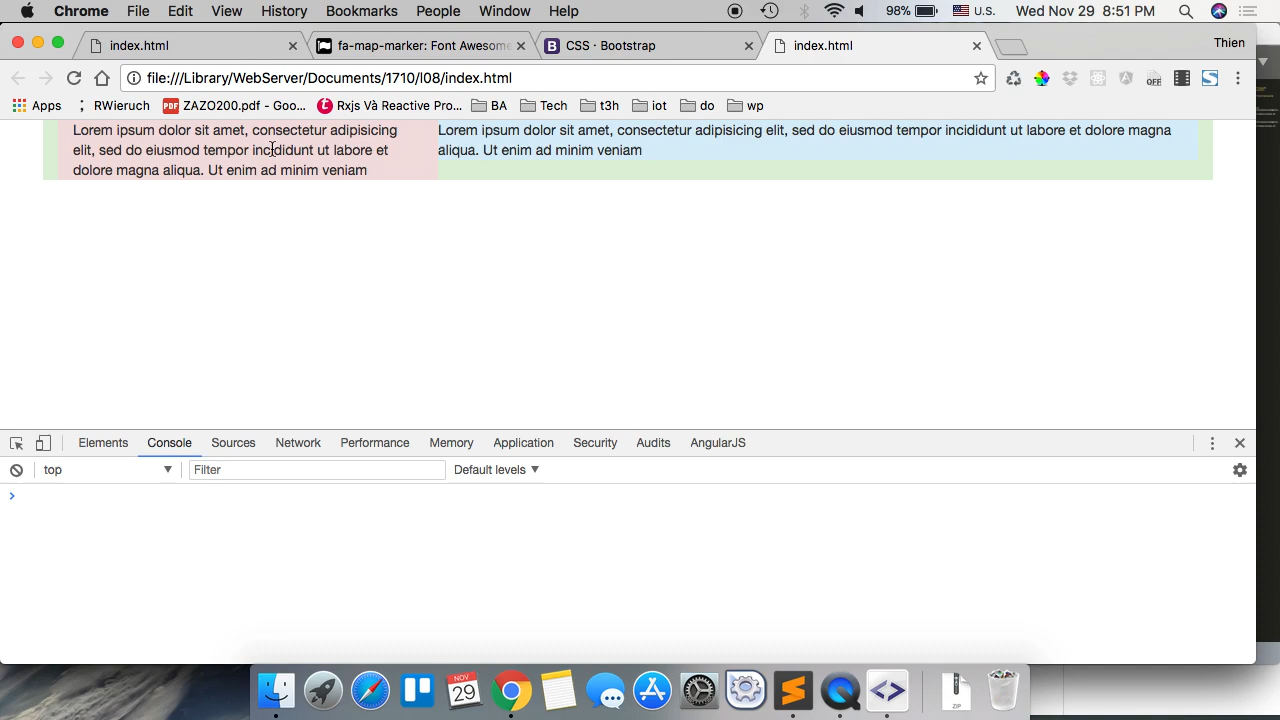 Chrome File Edit View History Bookmarks People Window Help 98% U.S. Wed Nov 29 8:51 PM
index.html fa-map-marker: Font Awesome CSS · Bootstrap index.html Thien
file:///Library/WebServer/Documents/1710/l08/index.html
Apps RWieruch ZAZO200.pdf - Goo... Rxjs Và Reactive Pr... BA Tech t3h iot do wp
Lorem ipsum dolor sit amet, consectetur adipisicing
elit, sed do eiusmod tempor incididunt ut labore et
dolore magna aliqua. Ut enim ad minim veniam
Lorem ipsum dolor sit amet, consectetur adipisicing elit, sed do eiusmod tempor incididunt ut labore et dolore magna
aliqua. Ut enim ad minim veniam
Elements Console Sources Network Performance Memory Application Security Audits AngularJS
top Filter Default levels
NOV
29
ZIP